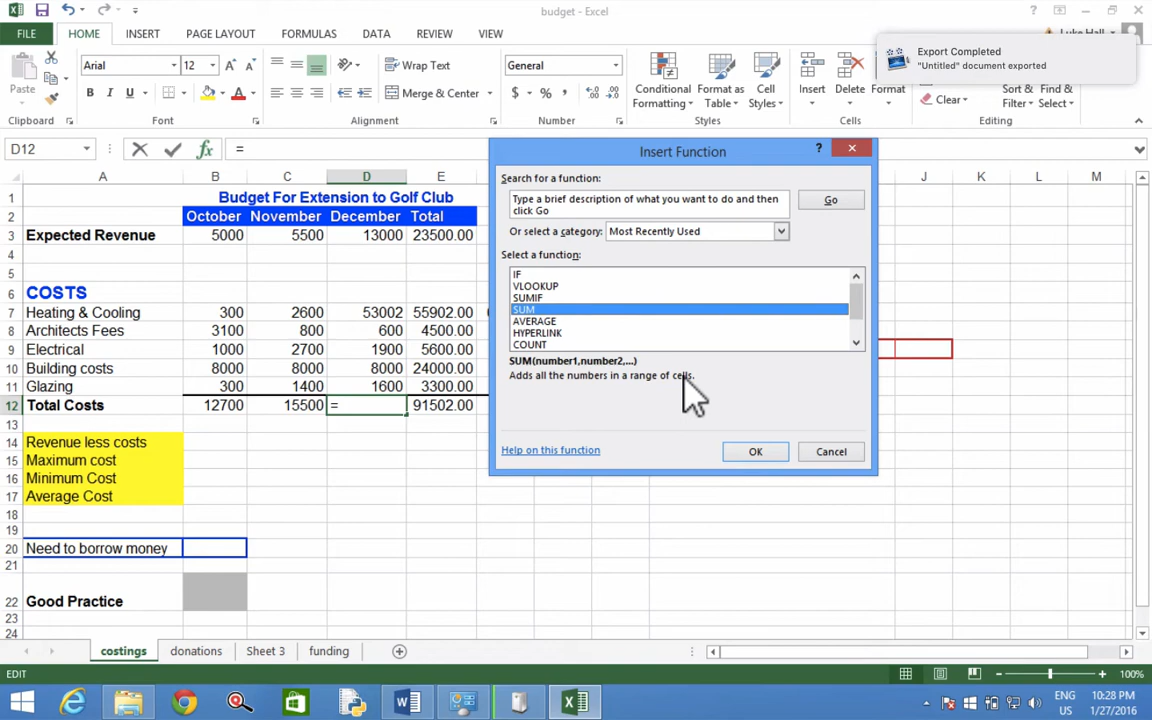 budget - Excel
FILE HOME INSERT PAGE LAYOUT FORMULAS DATA REVIEW VIEW
Export Completed
"Untitled" document exported
Paste
Arial 12
B I U
Wrap Text
Merge & Center
General
$ % ,
Conditional Formatting
Format as Table
Cell Styles
Insert Delete Format
Clear
Sort & Filter
Find & Select
Clipboard Font Alignment Number Styles Cells Editing
D12 fx =
A B C D E J K L M
1 Budget For Extension to Golf Club
2 October November December Total
3 Expected Revenue 5000 5500 13000 23500.00
4
5
6 COSTS
7 Heating & Cooling 300 2600 53002 55902.00
8 Architects Fees 3100 800 600 4500.00
9 Electrical 1000 2700 1900 5600.00
10 Building costs 8000 8000 8000 24000.00
11 Glazing 300 1400 1600 3300.00
12 Total Costs 12700 15500 = 91502.00
13
14 Revenue less costs
15 Maximum cost
16 Minimum Cost
17 Average Cost
18
19
20 Need to borrow money
21
22 Good Practice
23
24
Insert Function
Search for a function:
Type a brief description of what you want to do and then
click Go
Go
Or select a category: Most Recently Used
Select a function:
IF
VLOOKUP
SUMIF
SUM
AVERAGE
HYPERLINK
COUNT
SUM(number1,number2,...)
Adds all the numbers in a range of cells.
Help on this function OK Cancel
costings donations Sheet 3 funding
EDIT 100%
ENG 10:28 PM
US 1/27/2016